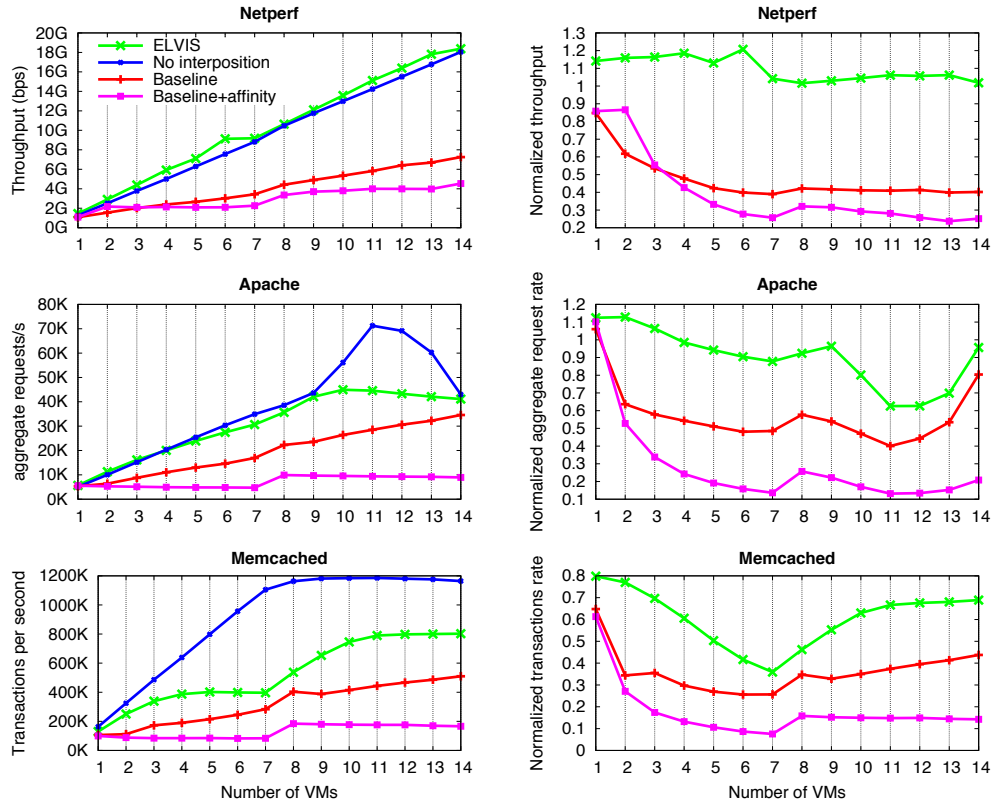 Netperf
Throughput (bps)
20G
18G
16G
14G
12G
10G
8G
6G
4G
2G
0G
ELVIS
No interposition
Baseline
Baseline+affinity
1 2 3 4 5 6 7 8 9 10 11 12 13 14
Netperf
Normalized throughput
1.3
1.2
1.1
1
0.9
0.8
0.7
0.6
0.5
0.4
0.3
0.2
1 2 3 4 5 6 7 8 9 10 11 12 13 14
Apache
aggregate requests/s
80K
70K
60K
50K
40K
30K
20K
10K
0K
1 2 3 4 5 6 7 8 9 10 11 12 13 14
Apache
Normalized aggregate request rate
1.2
1.1
1
0.9
0.8
0.7
0.6
0.5
0.4
0.3
0.2
0.1
1 2 3 4 5 6 7 8 9 10 11 12 13 14
Memcached
Transactions per second
1200K
1000K
800K
600K
400K
200K
0K
1 2 3 4 5 6 7 8 9 10 11 12 13 14
Number of VMs
Memcached
Normalized transactions rate
0.8
0.7
0.6
0.5
0.4
0.3
0.2
0.1
0
1 2 3 4 5 6 7 8 9 10 11 12 13 14
Number of VMs